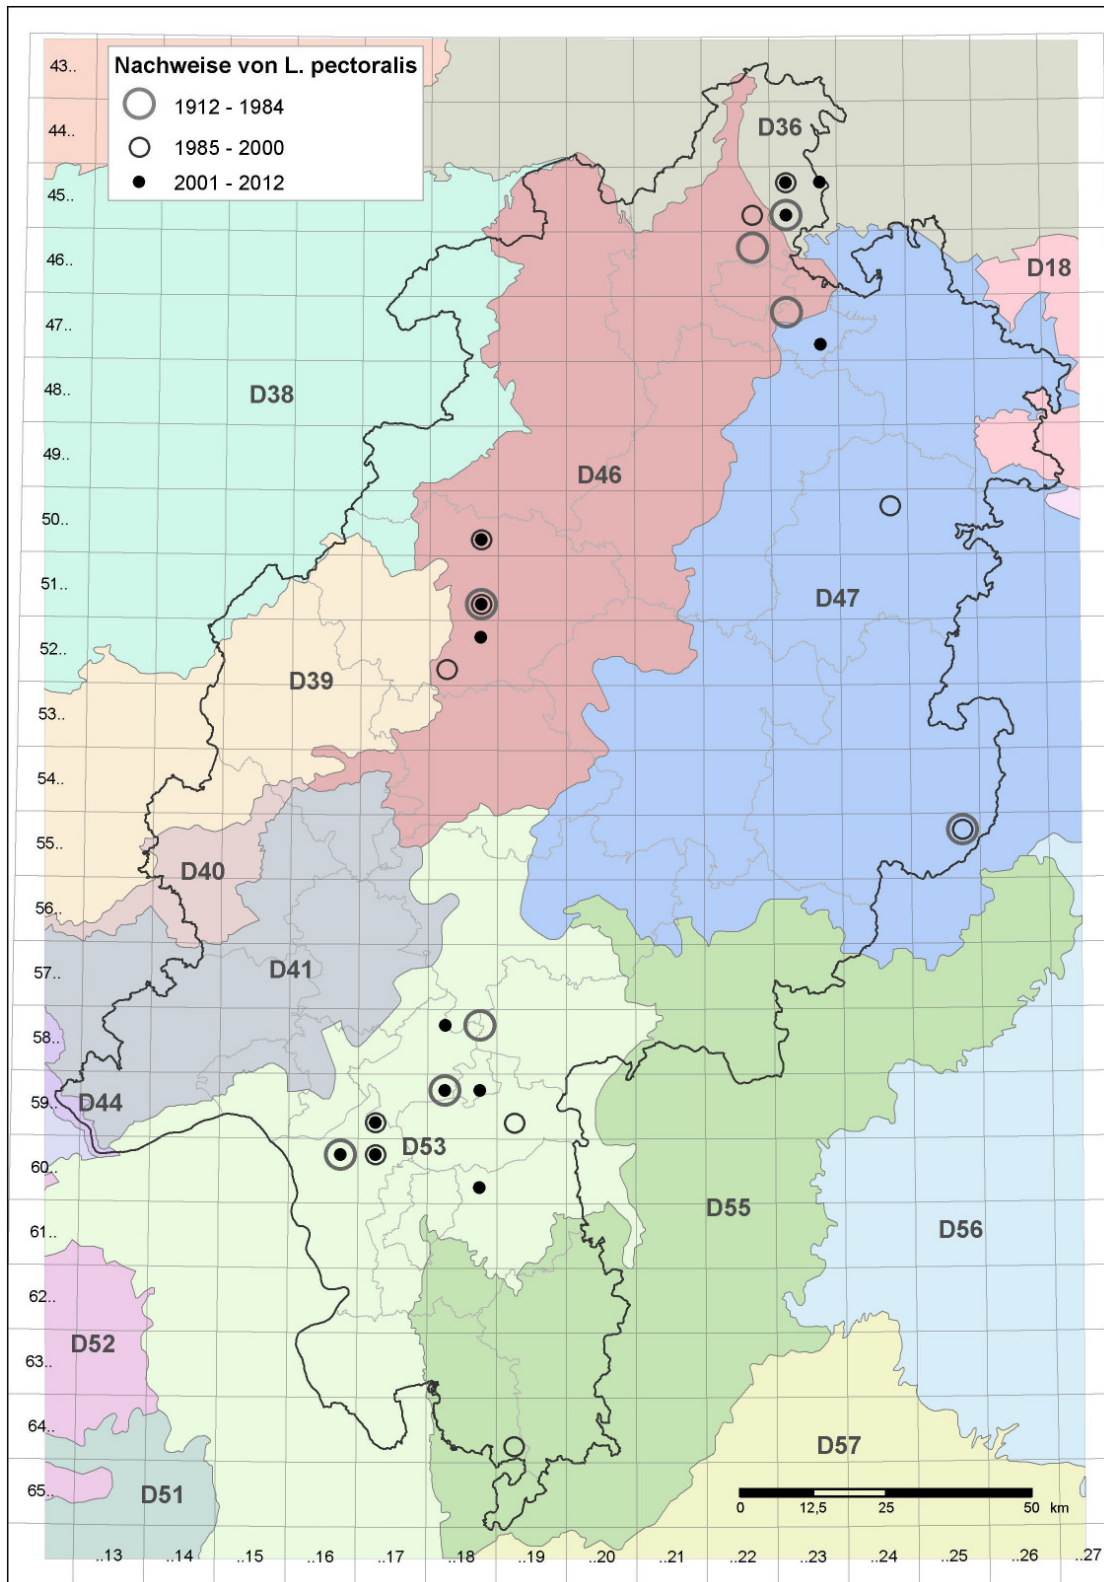 Nachweise von L. pectoralis
1912 - 1984
1985 - 2000
2001 - 2012
43..
44..
45..
46..
47..
48..
49..
50..
51..
52..
53..
54..
55..
56..
57..
58..
59..
60..
61..
62..
63..
64..
65..
D36
D18
D38
D46
D47
D39
D40
D41
D44
D53
D55
D56
D52
D57
D51
0 12,5 25 50 km
..13 ..14 ..16 ..17 ..18 ..19 ..20 ..21 ..22 ..23 ..24 ..25 ..26 ..27